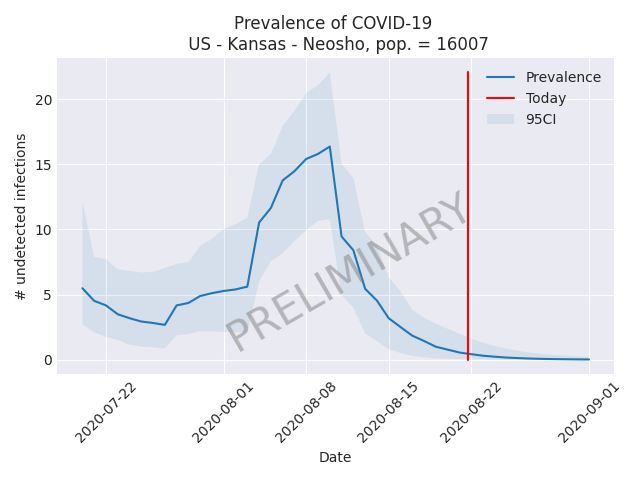 Prevalence of COVID-19
US - Kansas - Neosho, pop. = 16007
Prevalence
Today
95CI
# undetected infections
20
15
10
5
0
PRELIMINARY
2020-07-22
2020-08-01
2020-08-08
2020-08-15
2020-08-22
2020-09-01
Date